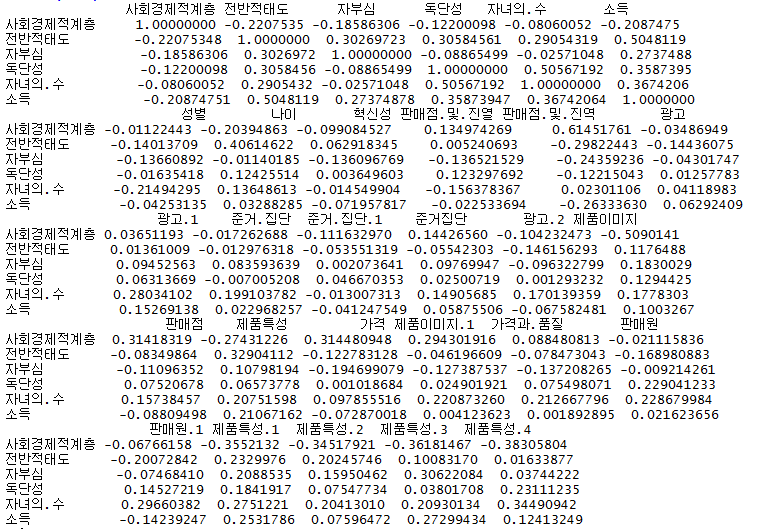 사회경제적계층 전반적태도 자부심 독단성 자녀의.수 소득
사회경제적계층 1.00000000 -0.2207535 -0.18586306 -0.12200098 -0.08060052 -0.2087475
전반적태도 -0.22075348 1.0000000 0.30269723 0.30584561 0.29054319 0.5048119
자부심 -0.18586306 0.3026972 1.00000000 -0.08865499 -0.02571048 0.2737488
독단성 -0.12200098 0.3058456 -0.08865499 1.00000000 0.50567192 0.3587395
자녀의.수 -0.08060052 0.2905432 -0.02571048 0.50567192 1.00000000 0.3674206
소득 -0.20874751 0.5048119 0.27374878 0.35873947 0.36742064 1.0000000
성별 나이 혁신성 판매점.및.진열 판매점.및.진역 광고
사회경제적계층 -0.01122443 -0.20394863 -0.099084527 0.134974269 0.61451761 -0.03486949
전반적태도 -0.14013709 0.40614622 0.062918345 0.005240693 -0.29822443 -0.14436075
자부심 -0.13660892 -0.01140185 -0.136096769 -0.136521529 -0.24359236 -0.04301747
독단성 -0.01635418 0.12425514 0.003649603 0.123297692 -0.12215041 0.01257783
자녀의.수 -0.21494295 0.13648613 -0.014549904 -0.156378367 0.02301106 0.04118983
소득 -0.04253135 0.03288285 -0.071957817 -0.022533694 -0.26333630 0.06292409
광고.1 준거.집단 준거.집단.1 준거집단 광고.2 제품이미지
사회경제적계층 0.03651193 -0.017262688 -0.111632970 0.14426560 -0.104232473 -0.5090141
전반적태도 0.01361009 -0.012976318 -0.053551319 -0.05542303 -0.146156293 0.1176488
자부심 0.09452563 0.083593639 0.002073641 0.09769947 -0.096322799 0.1830029
독단성 0.06313669 -0.007005208 0.046670353 0.02500719 0.001293232 0.1294425
자녀의.수 0.28034102 0.199103782 -0.013007313 0.14905685 0.170139359 0.1778303
소득 0.15269138 0.022968257 -0.041247549 0.05875506 -0.067582481 0.1003267
판매점 제품특성 가격 제품이미지.1 가격과.품질 판매원
사회경제적계층 0.31418319 -0.27431226 0.314480948 0.294301916 0.088480813 -0.021115836
전반적태도 -0.08349864 0.32904112 -0.122783128 -0.046196609 -0.078473043 -0.168980883
자부심 -0.11096352 0.10798194 -0.194699079 -0.127387537 -0.137208265 -0.009214261
독단성 0.07520678 0.06573778 0.001018684 0.024901921 0.075498071 0.229041233
자녀의.수 0.15738457 0.20751598 0.097855516 0.220873260 0.212667796 0.228679984
소득 -0.08809498 0.21067162 -0.072870018 0.004123623 0.001892895 0.021623656
판매원.1 제품특성.1 제품특성.2 제품특성.3 제품특성.4
사회경제적계층 -0.06766158 -0.3552132 -0.34517921 -0.36181467 -0.38305804
전반적태도 -0.20072842 0.2329976 0.20245746 0.10083170 0.01633877
자부심 -0.07468410 0.2088535 0.15950462 0.30622084 0.03744222
독단성 0.14527219 0.1841917 0.07547734 0.03801708 0.23111235
자녀의.수 0.29660382 0.2751221 0.20413010 0.20930134 0.34490942
소득 -0.14239247 0.2531786 0.07596472 0.27299434 0.12413249